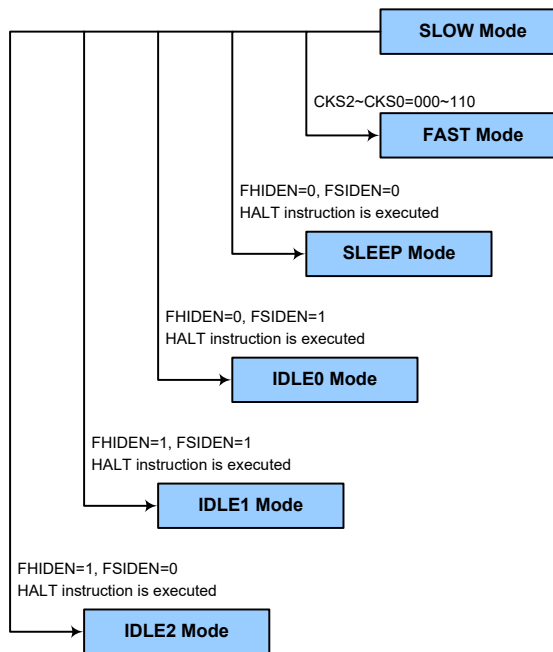 SLOW Mode
CKS2~CKS0=000~110
FAST Mode
FHIDEN=0, FSIDEN=0
HALT instruction is executed
SLEEP Mode
FHIDEN=0, FSIDEN=1
HALT instruction is executed
IDLE0 Mode
FHIDEN=1, FSIDEN=1
HALT instruction is executed
IDLE1 Mode
FHIDEN=1, FSIDEN=0
HALT instruction is executed
IDLE2 Mode